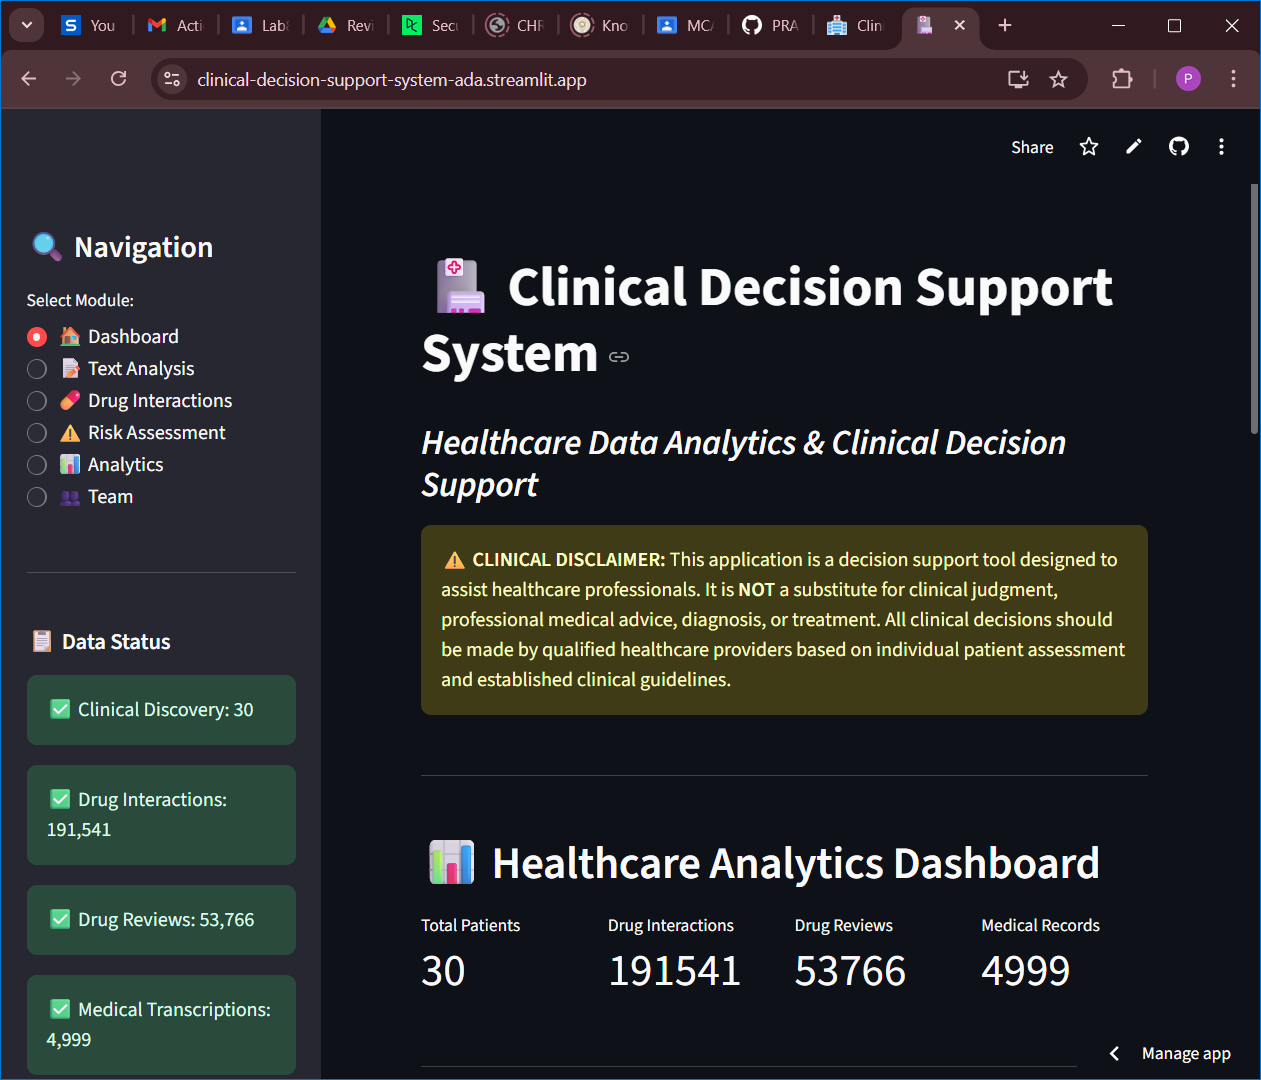 You
Acti
Lab
Revi
Secu
CHR
Kno
MCA
PRA
Clin
clinical-decision-support-system-ada.streamlit.app
P
Share
Navigation
Select Module:
Dashboard
Text Analysis
Drug Interactions
Risk Assessment
Analytics
Team
Data Status
Clinical Discovery: 30
Drug Interactions:
191,541
Drug Reviews: 53,766
Medical Transcriptions:
4,999
Clinical Decision Support
System
Healthcare Data Analytics & Clinical Decision
Support
CLINICAL DISCLAIMER: This application is a decision support tool designed to
assist healthcare professionals. It is NOT a substitute for clinical judgment,
professional medical advice, diagnosis, or treatment. All clinical decisions should
be made by qualified healthcare providers based on individual patient assessment
and established clinical guidelines.
Healthcare Analytics Dashboard
Total Patients
30
Drug Interactions
191541
Drug Reviews
53766
Medical Records
4999
Manage app